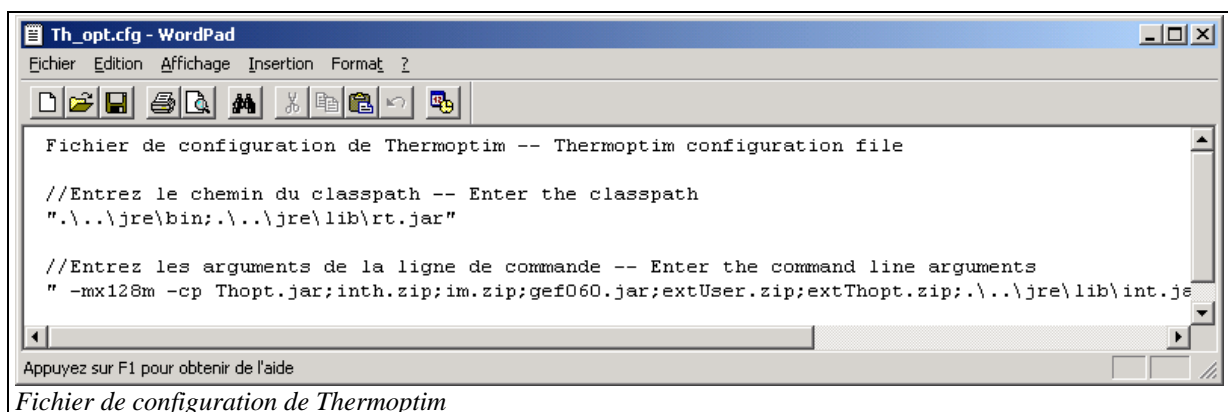 Th_opt.cfg - WordPad
Fichier Edition Affichage Insertion Format ?
Fichier de configuration de Thermoptim -- Thermoptim configuration file
//Entrez le chemin du classpath -- Enter the classpath
".\..\jre\bin;.\..\jre\lib\rt.jar"
//Entrez les arguments de la ligne de commande -- Enter the command line arguments
" -mx128m -cp Thopt.jar;inth.zip;im.zip;gef060.jar;extUser.zip;extThopt.zip;.\..\jre\lib\int.ja
Appuyez sur F1 pour obtenir de l'aide
Fichier de configuration de Thermoptim